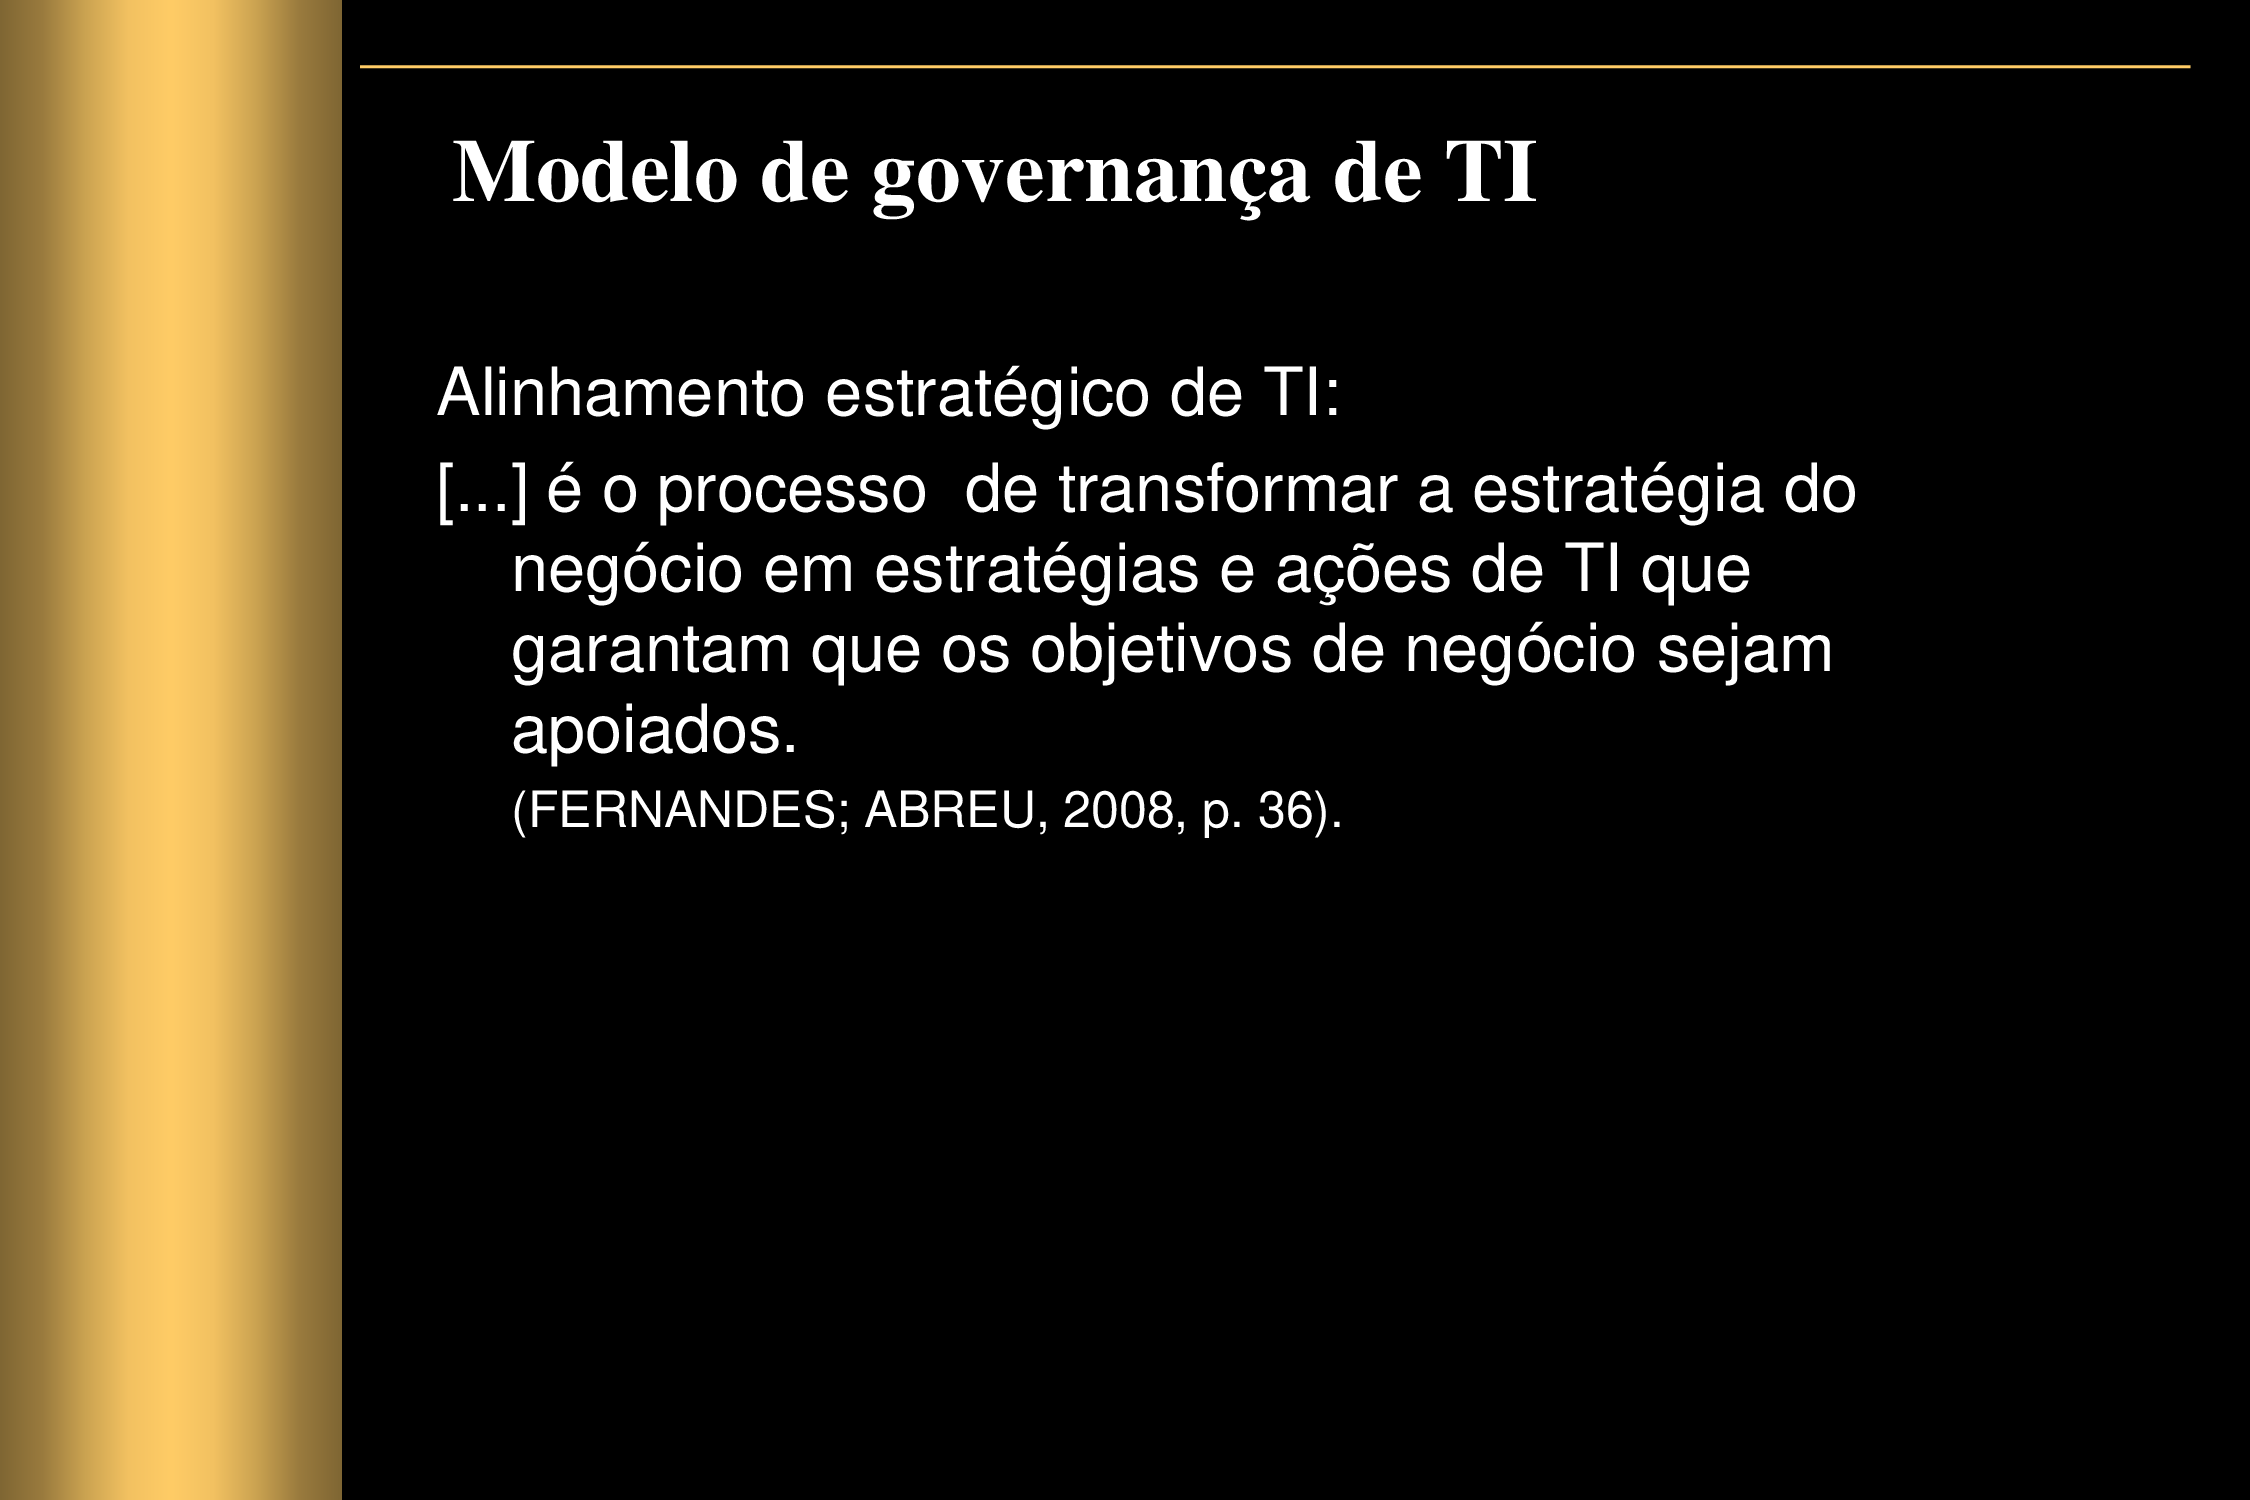 Modelo de governança de TI
Alinhamento estratégico de TI:
[...] é o processo  de transformar a estratégia do
negócio em estratégias e ações de TI que
garantam que os objetivos de negócio sejam
apoiados.
(FERNANDES; ABREU, 2008, p. 36).